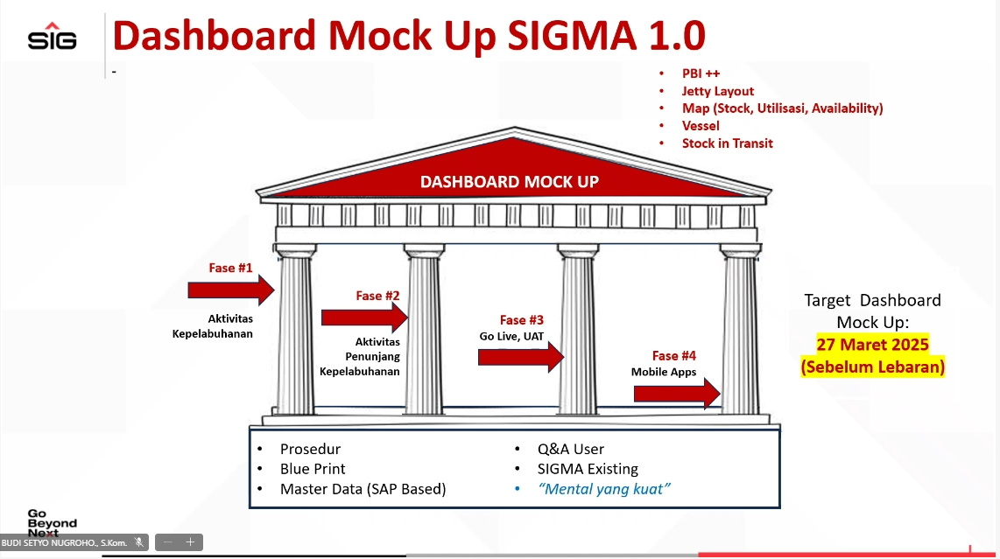 SIG
Dashboard Mock Up SIGMA 1.0
-
• PBI ++
• Jetty Layout
• Map (Stock, Utilisasi, Availability)
• Vessel
• Stock in Transit
DASHBOARD MOCK UP
Fase #1
Aktivitas
Kepelabuhanan
Fase #2
Aktivitas
Penunjang
Kepelabuhanan
Fase #3
Go Live, UAT
Fase #4
Mobile Apps
Target Dashboard
Mock Up:
27 Maret 2025
(Sebelum Lebaran)
• Prosedur
• Blue Print
• Master Data (SAP Based)
• Q&A User
• SIGMA Existing
• “Mental yang kuat”
Go
Beyond
Next
BUDI SETYO NUGROHO., S.Kom.